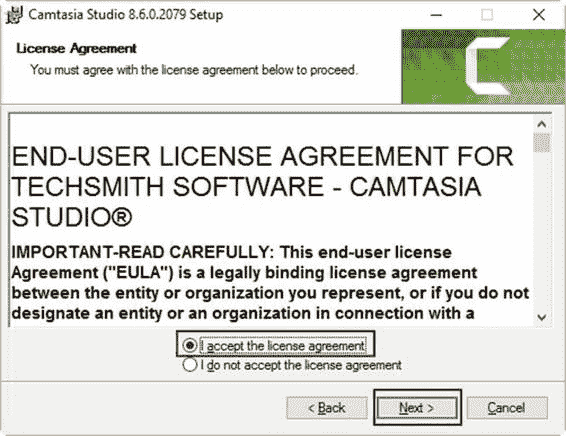 Camtasia Studio 8.6.0.2079 Setup
License Agreement
You must agree with the license agreement below to proceed.
END-USER LICENSE AGREEMENT FOR
TECHSMITH SOFTWARE - CAMTASIA
STUDIO®
IMPORTANT-READ CAREFULLY: This end-user license
Agreement ("EULA") is a legally binding license agreement
between the entity or organization you represent, or if you do not
designate an entity or an organization in connection with a
I accept the license agreement
I do not accept the license agreement
< Back Next > Cancel